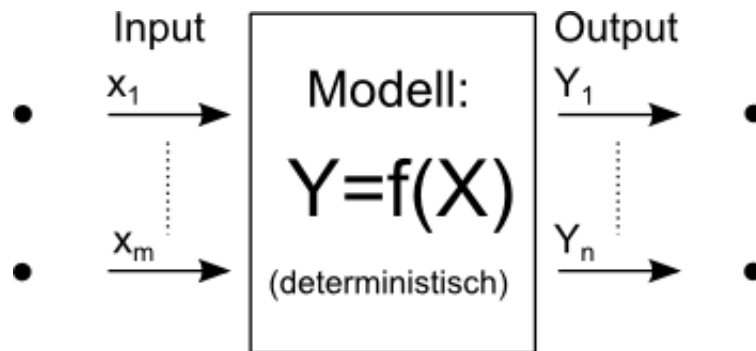 Input
Output
x₁
Modell:
Y₁
Y=f(X)
xₘ
Yₙ
(deterministisch)